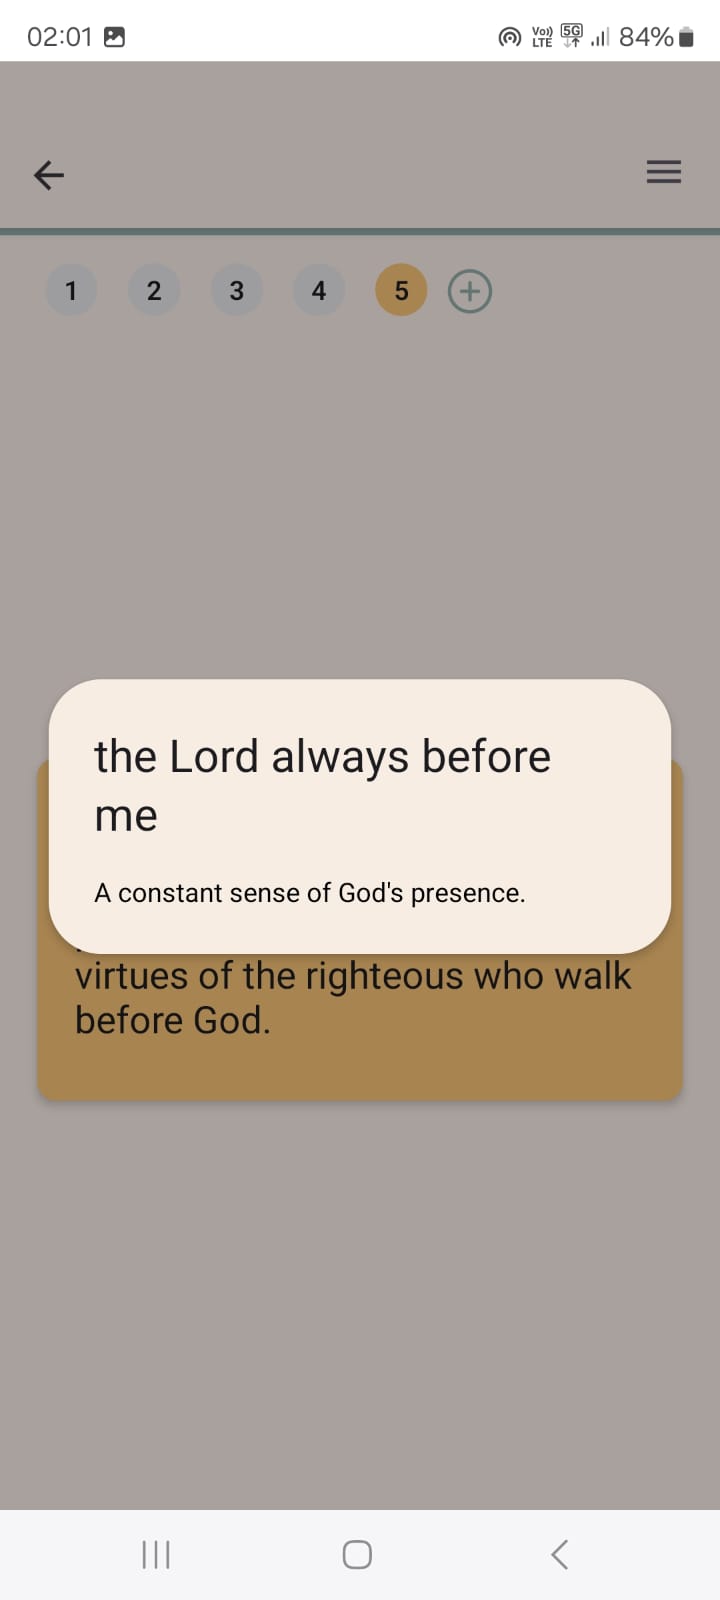 02:01
Vo))
LTE
5G
84%
1 2 3 4 5
the Lord always before
me
A constant sense of God's presence.
virtues of the righteous who walk
before God.